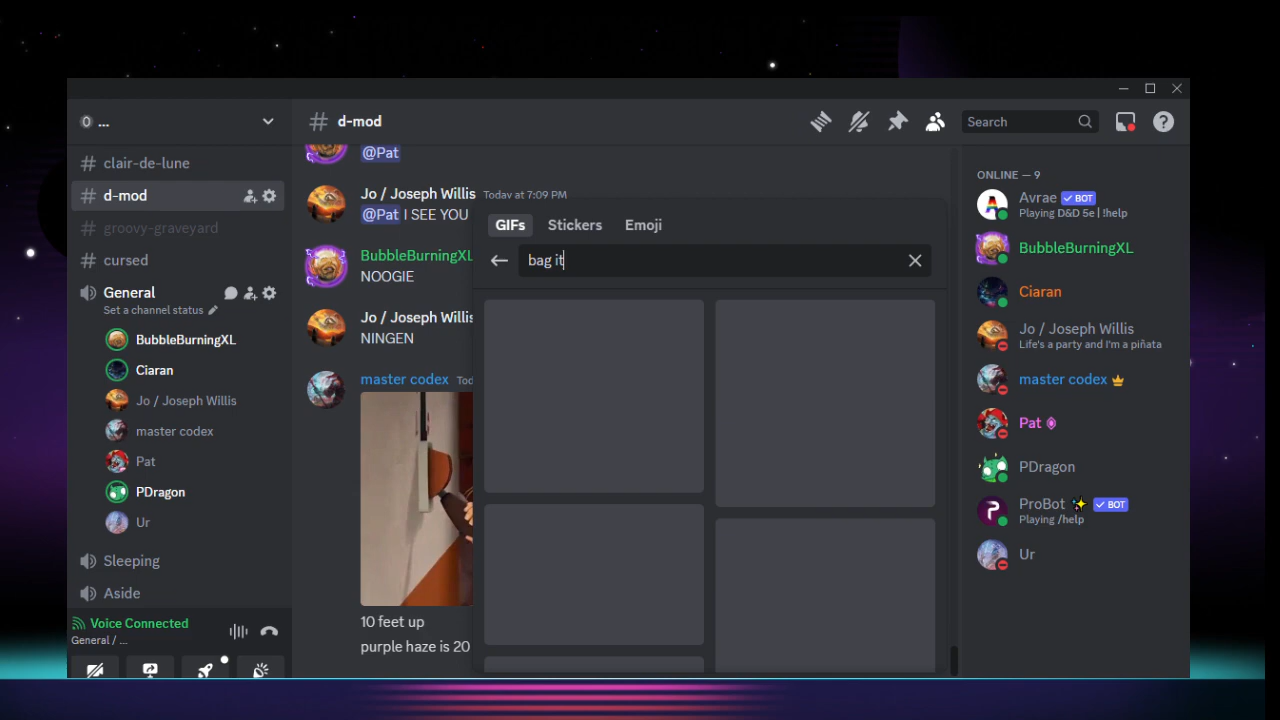 ...
d-mod
Search
clair-de-lune
d-mod
groovy-graveyard
cursed
General
Set a channel status
BubbleBurningXL
Ciaran
Jo / Joseph Willis
master codex
Pat
PDragon
Ur
Sleeping
Aside
Voice Connected
General / ...
@Pat
Jo / Joseph Willis Today at 7:09 PM
@Pat I SEE YOU
BubbleBurningXL
NOOGIE
Jo / Joseph Willis
NINGEN
master codex
10 feet up
purple haze is 20
GIFs Stickers Emoji
bag it
ONLINE — 9
Avrae BOT
Playing D&D 5e | !help
BubbleBurningXL
Ciaran
Jo / Joseph Willis
Life's a party and I'm a piñata
master codex
Pat
PDragon
ProBot BOT
Playing /help
Ur